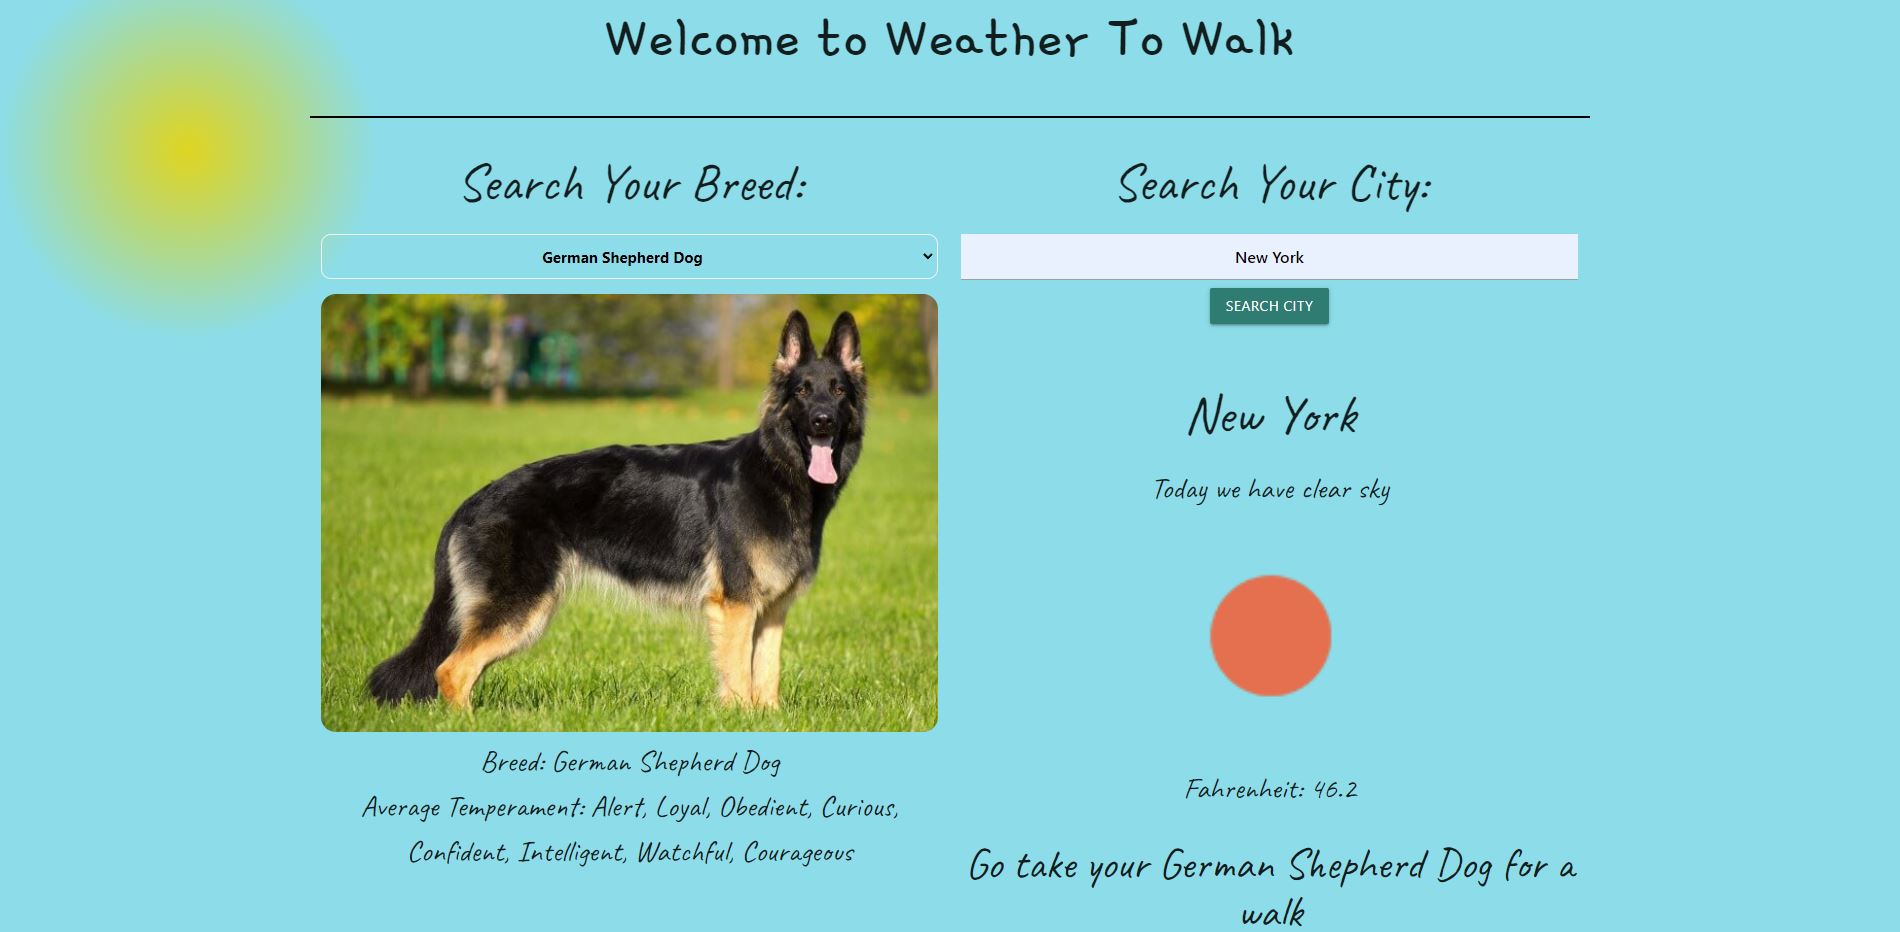 Welcome to Weather To Walk
Search Your Breed:
German Shepherd Dog
Breed: German Shepherd Dog
Average Temperament: Alert, Loyal, Obedient, Curious,
Confident, Intelligent, Watchful, Courageous
Search Your City:
New York
SEARCH CITY
New York
Today we have clear sky
Fahrenheit: 46.2
Go take your German Shepherd Dog for a
walk